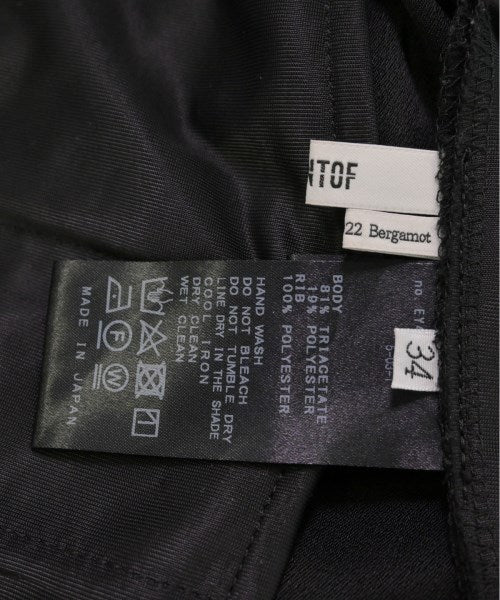 NTOF
22 Bergamot
34
BODY
81% TRIACETATE
19% POLYESTER
RIB
100% POLYESTER
HAND WASH
DO NOT BLEACH
DO NOT TUMBLE DRY
LINE DRY IN THE SHADE
COOL IRON
DRY CLEAN
WET CLEAN
F
W
MADE IN JAPAN